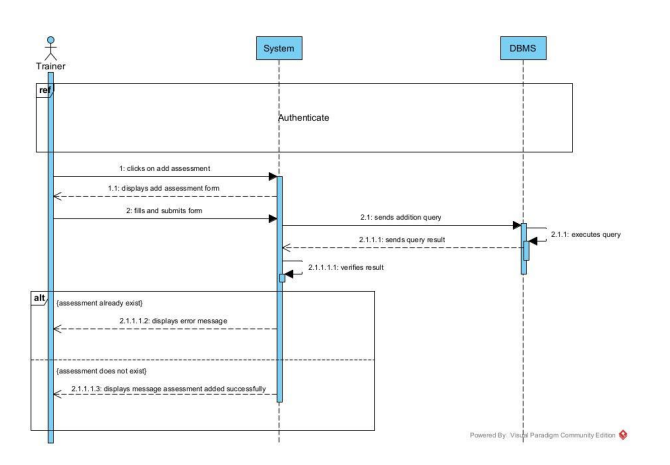 Trainer
System
DBMS
ref
Authenticate
1: clicks on add assessment
1.1: displays add assessment form
2: fills and submits form
2.1: sends addition query
2.1.1: executes query
2.1.1.1: sends query result
2.1.1.1.1: verifies result
alt
{assessment already exist}
2.1.1.1.2: displays error message
{assessment does not exist}
2.1.1.1.3: displays message assessment added successfully
Powered By: Visual Paradigm Community Edition